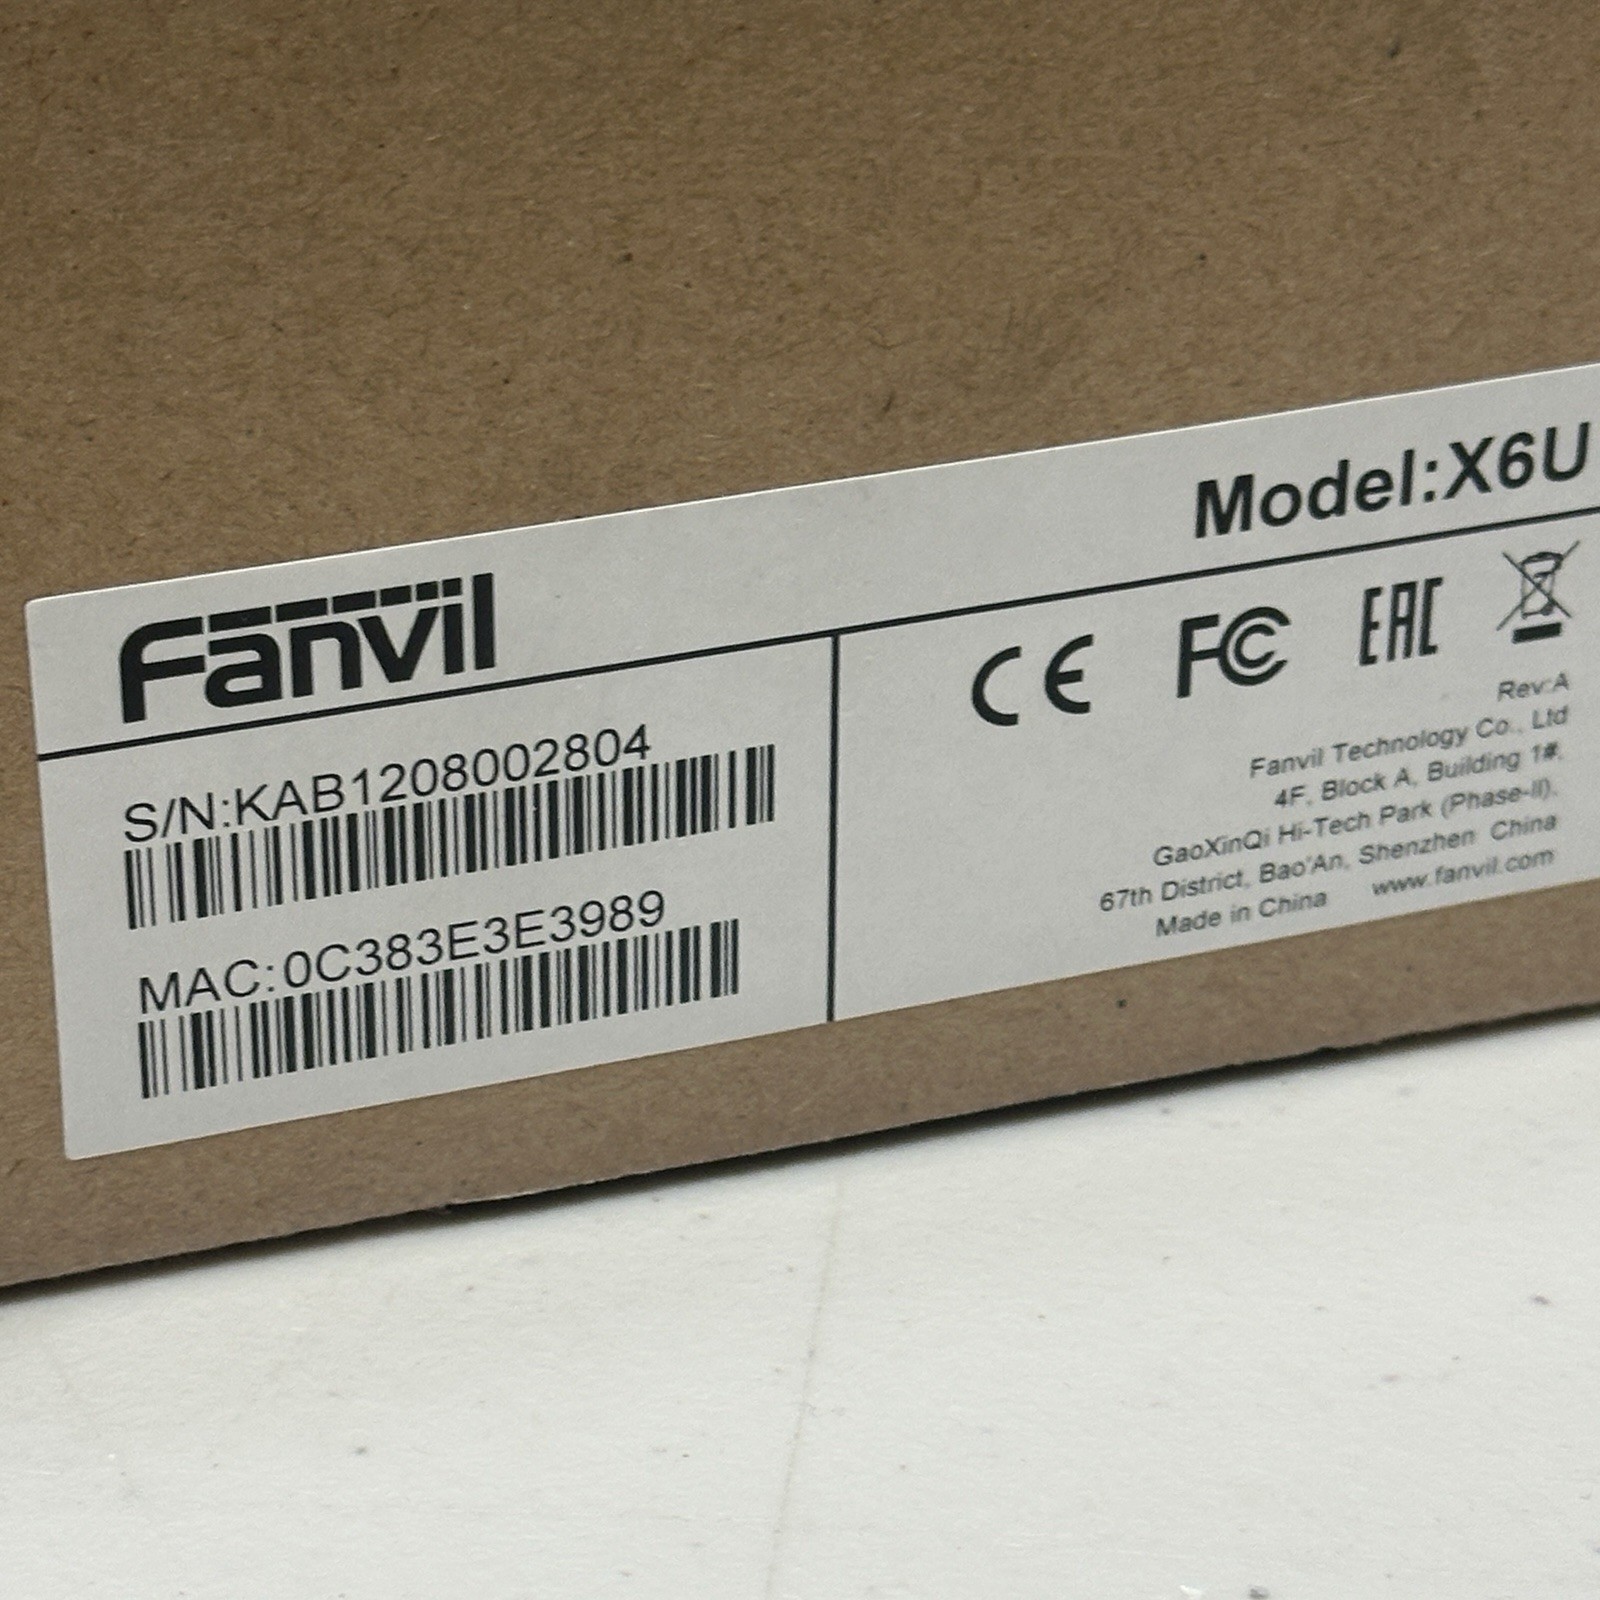 Fanvil
Model:X6U
S/N:KAB1208002804
MAC:0C383E3E3989
CE FC EAC
Rev:A
Fanvil Technology Co., Ltd
4F, Block A, Building 1#,
GaoXinQi Hi-Tech Park (Phase-II),
67th District, Bao'An, Shenzhen China
Made in China www.fanvil.com